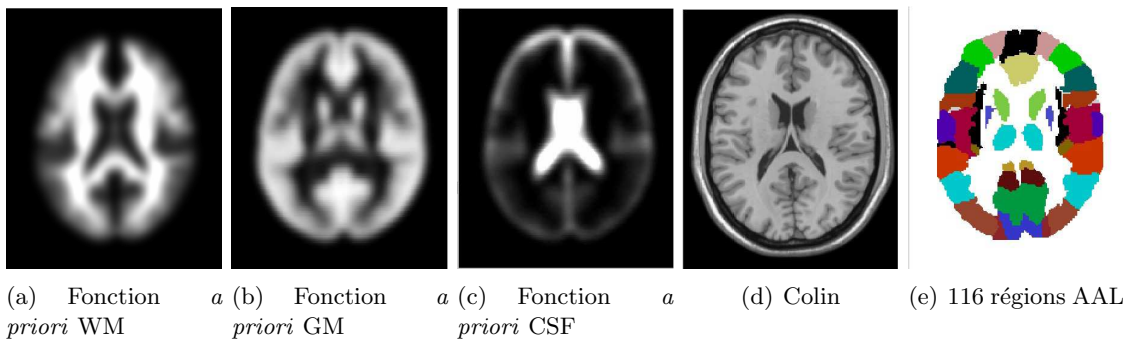 (a) Fonction a
priori WM
(b) Fonction a
priori GM
(c) Fonction a
priori CSF
(d) Colin
(e) 116 régions AAL